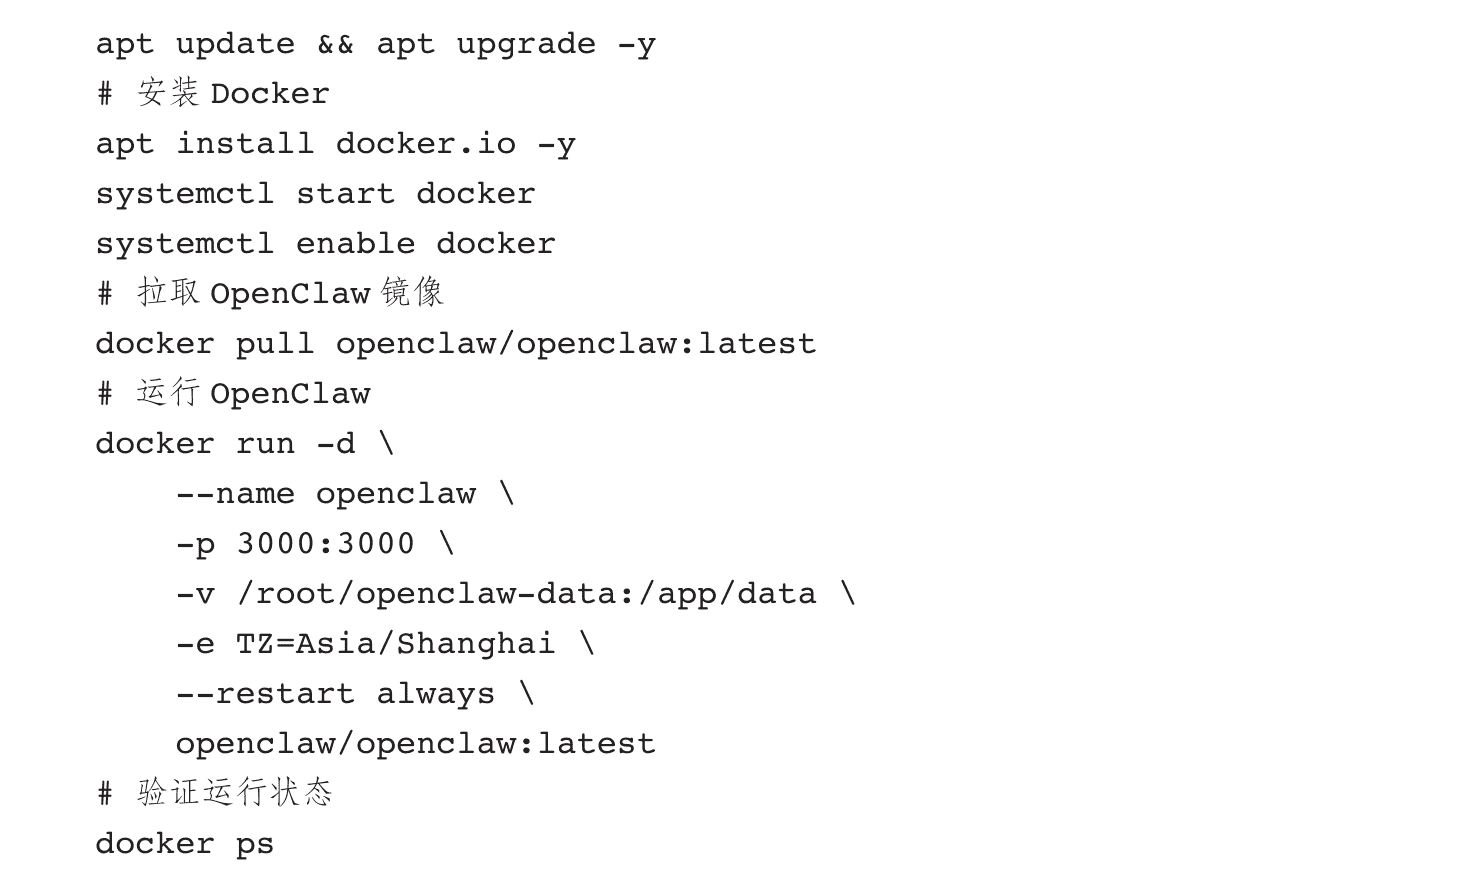 apt update && apt upgrade -y
# 安装 Docker
apt install docker.io -y
systemctl start docker
systemctl enable docker
# 拉取 OpenClaw 镜像
docker pull openclaw/openclaw:latest
# 运行 OpenClaw
docker run -d \
    --name openclaw \
    -p 3000:3000 \
    -v /root/openclaw-data:/app/data \
    -e TZ=Asia/Shanghai \
    --restart always \
    openclaw/openclaw:latest
# 验证运行状态
docker ps